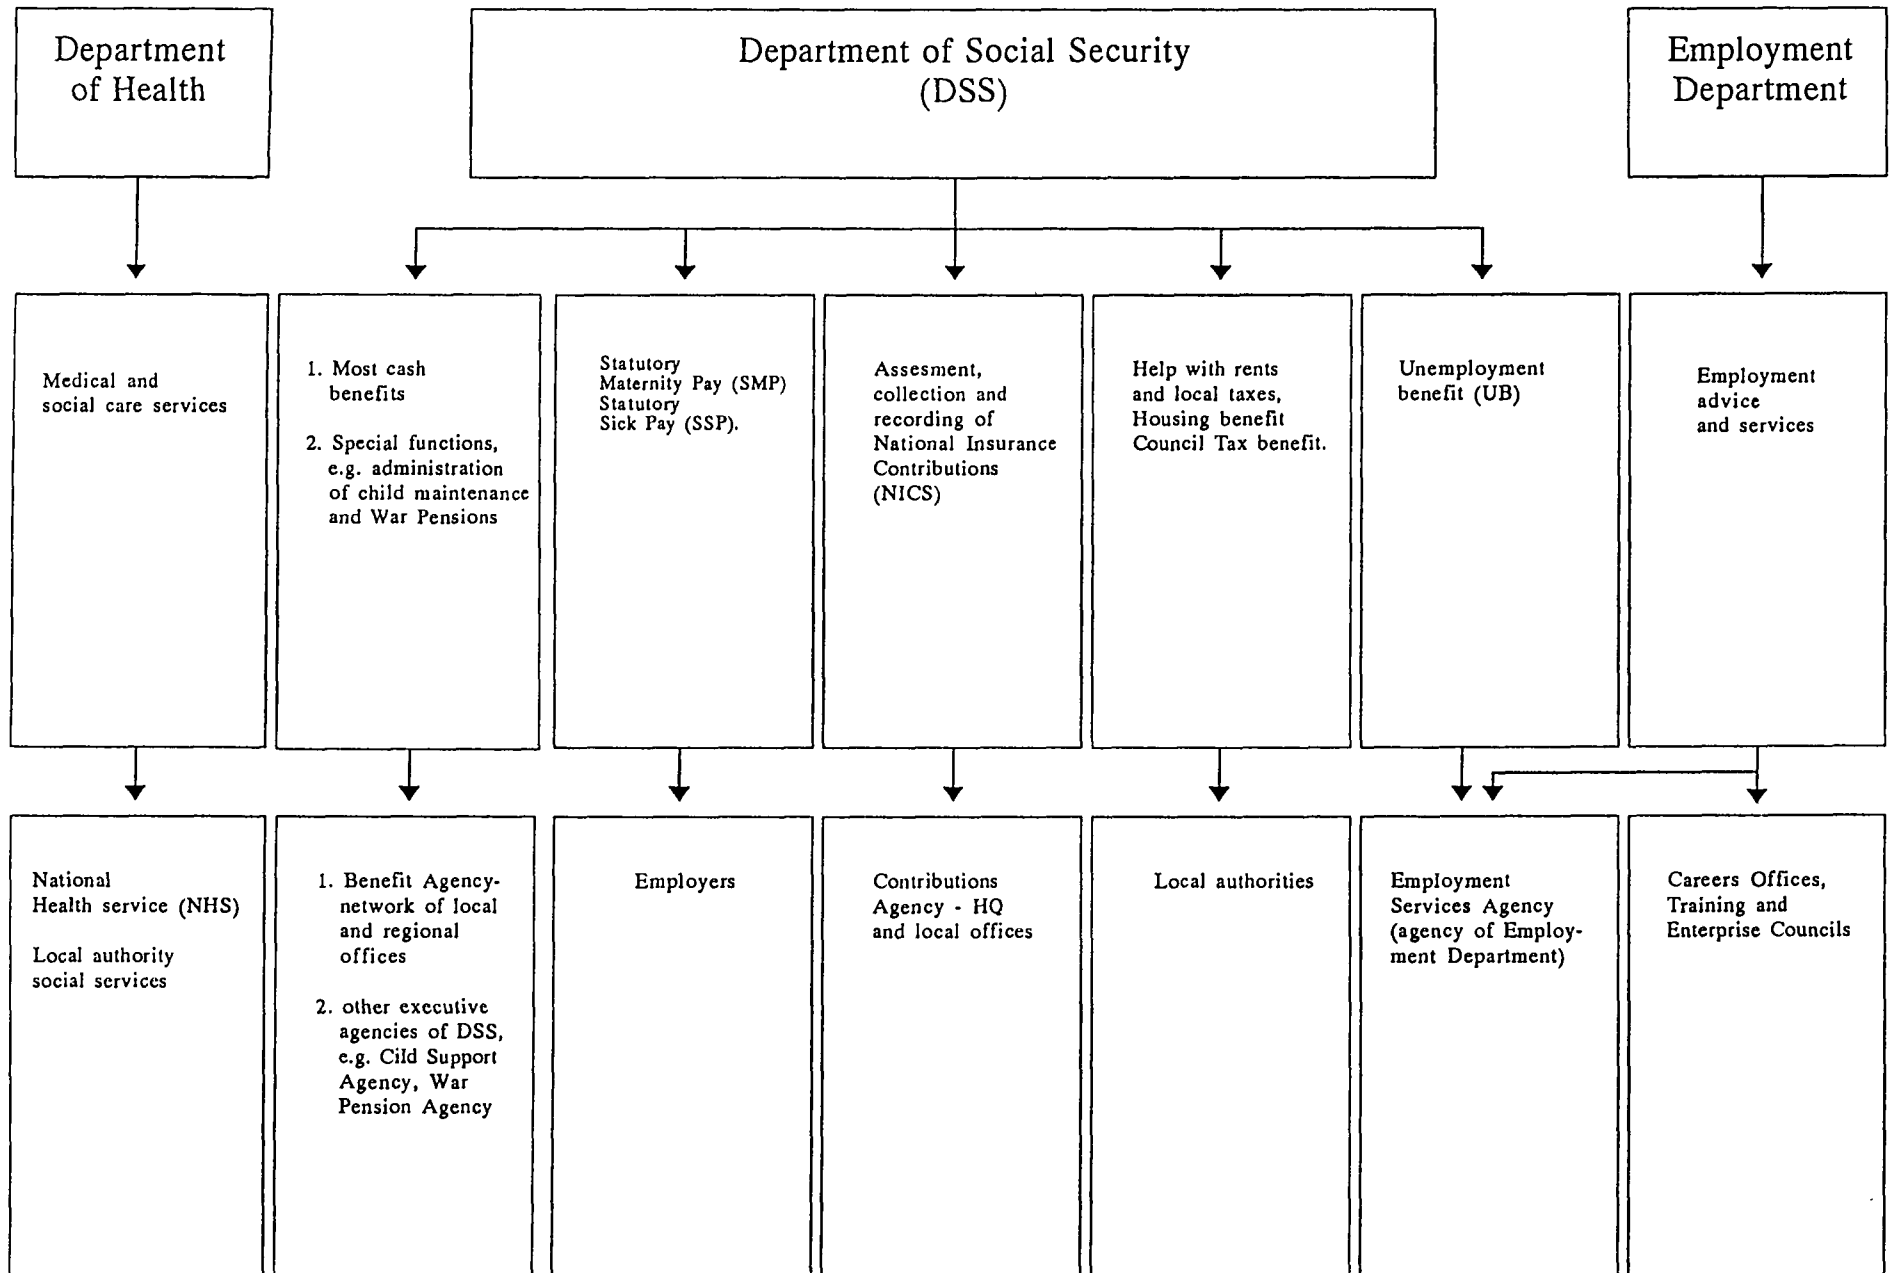 Department
of Health
Department of Social Security
(DSS)
Employment
Department
Medical and
social care services
1. Most cash
benefits
2. Special functions,
e.g. administration
of child maintenance
and War Pensions
Statutory
Maternity Pay (SMP)
Statutory
Sick Pay (SSP).
Assesment,
collection and
recording of
National Insurance
Contributions
(NICS)
Help with rents
and local taxes,
Housing benefit
Council Tax benefit.
Unemployment
benefit (UB)
Employment
advice
and services
National
Health service (NHS)
Local authority
social services
1. Benefit Agency-
network of local
and regional
offices
2. other executive
agencies of DSS,
e.g. Cild Support
Agency, War
Pension Agency
Employers
Contributions
Agency - HQ
and local offices
Local authorities
Employment
Services Agency
(agency of Employ-
ment Department)
Careers Offices,
Training and
Enterprise Councils